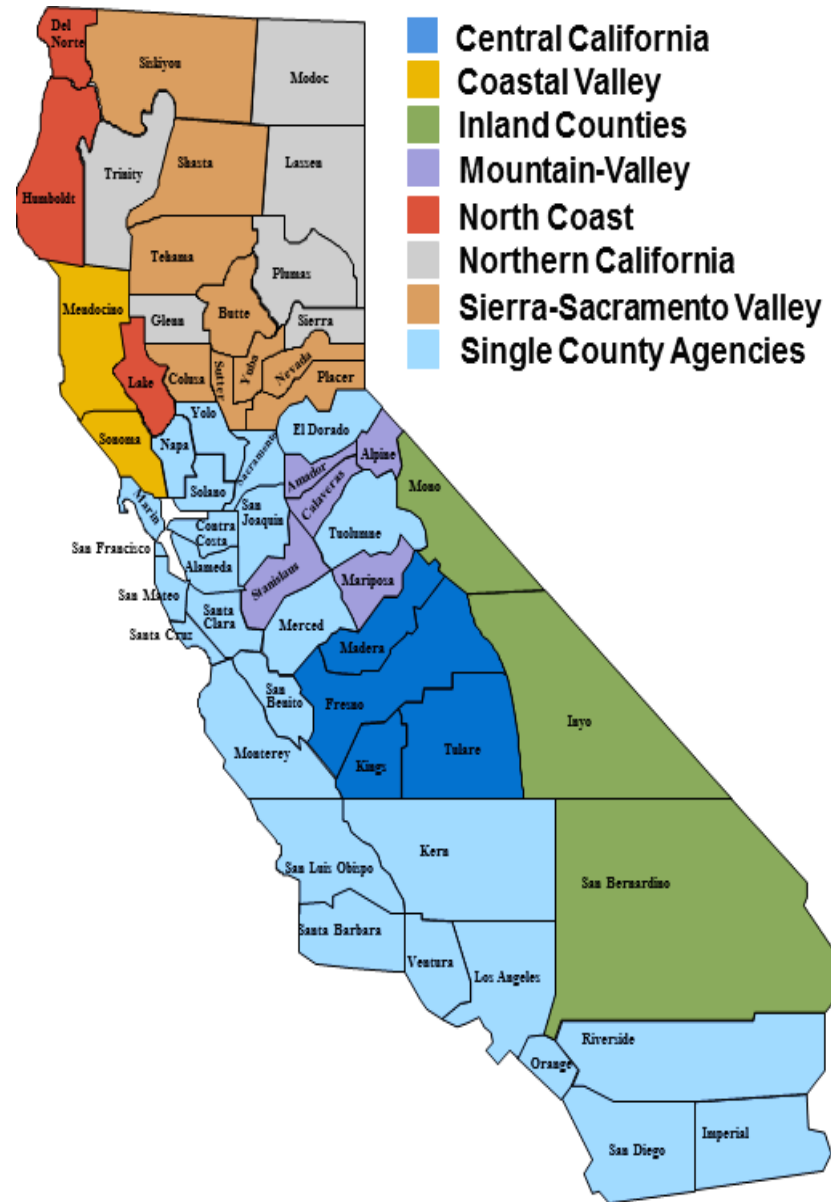 Del
Norte
Siskiyou
Modoc
Central California
Coastal Valley
Inland Counties
Mountain-Valley
North Coast
Northern California
Sierra-Sacramento Valley
Single County Agencies
Humboldt
Trinity
Shasta
Lassen
Tehama
Plumas
Mendocino
Glenn
Butte
Sierra
Lake
Colusa
Sutter
Yuba
Nevada
Placer
Sonoma
Napa
Yolo
Sacramento
El Dorado
Alpine
Amador
Calaveras
Mono
Marin
Solano
San
Joaquin
Tuolumne
Contra
Costa
San Francisco
Alameda
Stanislaus
Mariposa
San Mateo
Santa
Clara
Santa Cruz
Merced
Madera
San
Benito
Fresno
Inyo
Monterey
Kings
Tulare
San Luis Obispo
Kern
San Bernardino
Santa Barbara
Ventura
Los Angeles
Orange
Riverside
San Diego
Imperial